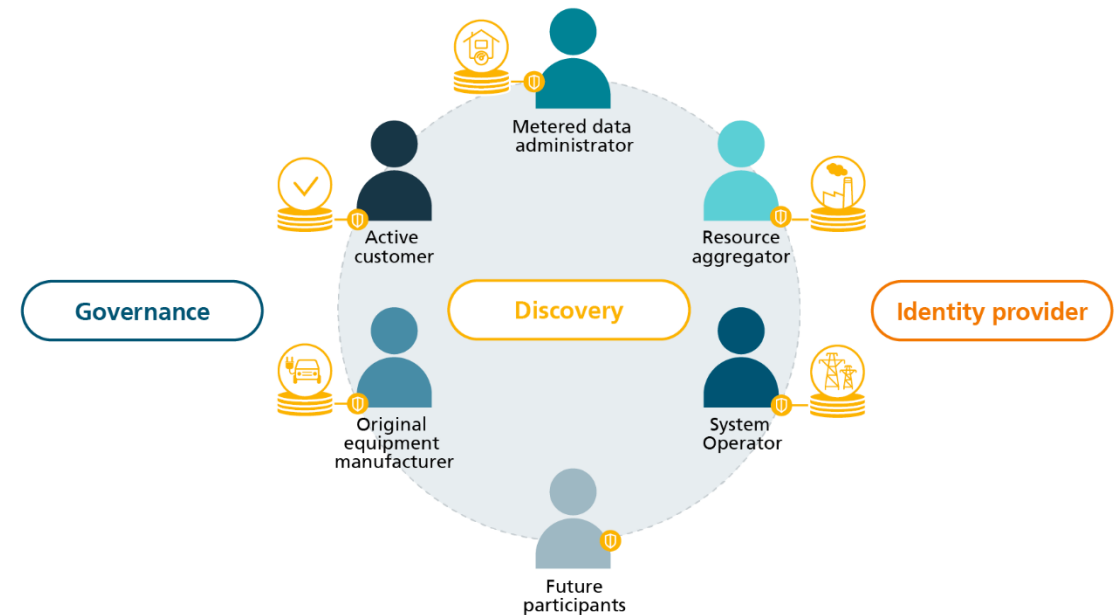 Metered data
administrator
Active
customer
Resource
aggregator
Governance
Discovery
Identity provider
Original
equipment
manufacturer
System
Operator
Future
participants